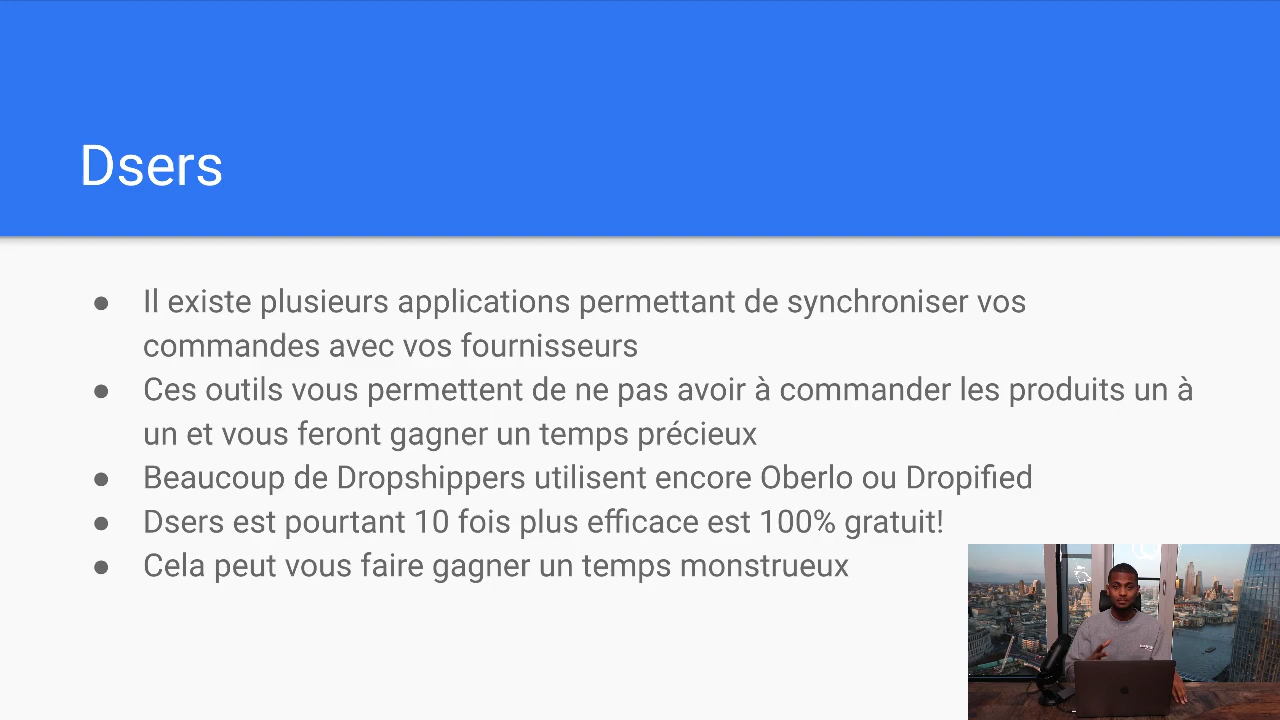 Dsers
● Il existe plusieurs applications permettant de synchroniser vos
commandes avec vos fournisseurs
● Ces outils vous permettent de ne pas avoir à commander les produits un à
un et vous feront gagner un temps précieux
● Beaucoup de Dropshippers utilisent encore Oberlo ou Dropified
● Dsers est pourtant 10 fois plus efficace est 100% gratuit!
● Cela peut vous faire gagner un temps monstrueux